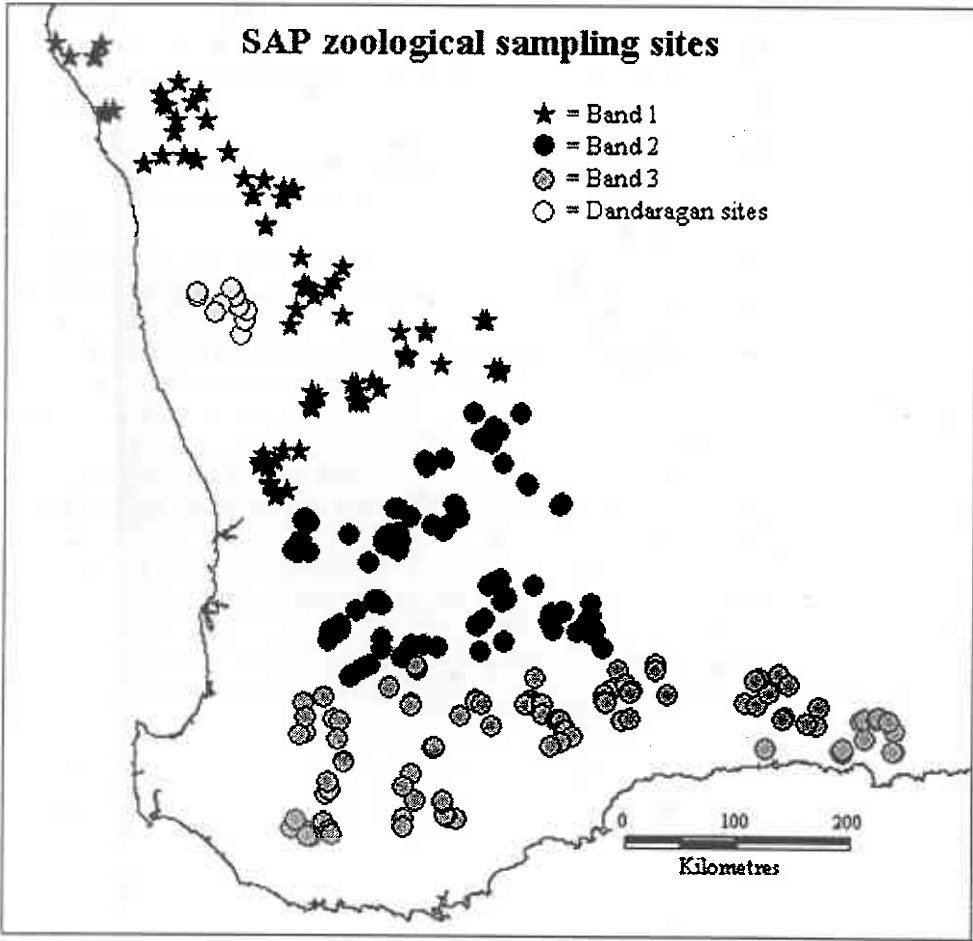 SAP zoological sampling sites
= Band 1
= Band 2
= Band 3
= Dandaragan sites
0 100 200
Kilometres